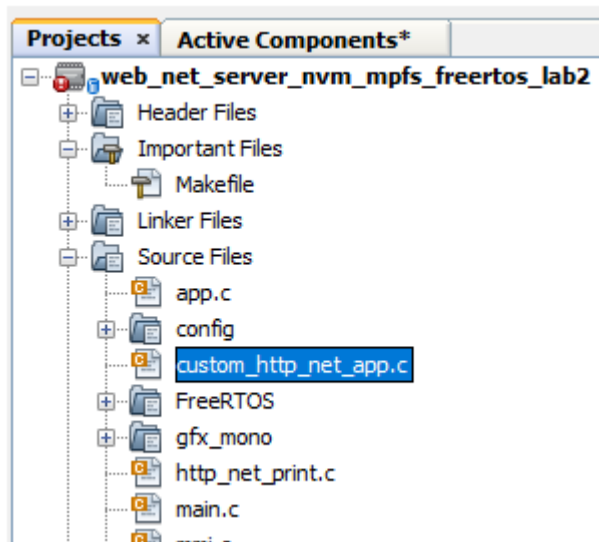 Projects × Active Components*
web_net_server_nvm_mpfs_freertos_lab2
Header Files
Important Files
Makefile
Linker Files
Source Files
app.c
config
custom_http_net_app.c
FreeRTOS
gfx_mono
http_net_print.c
main.c